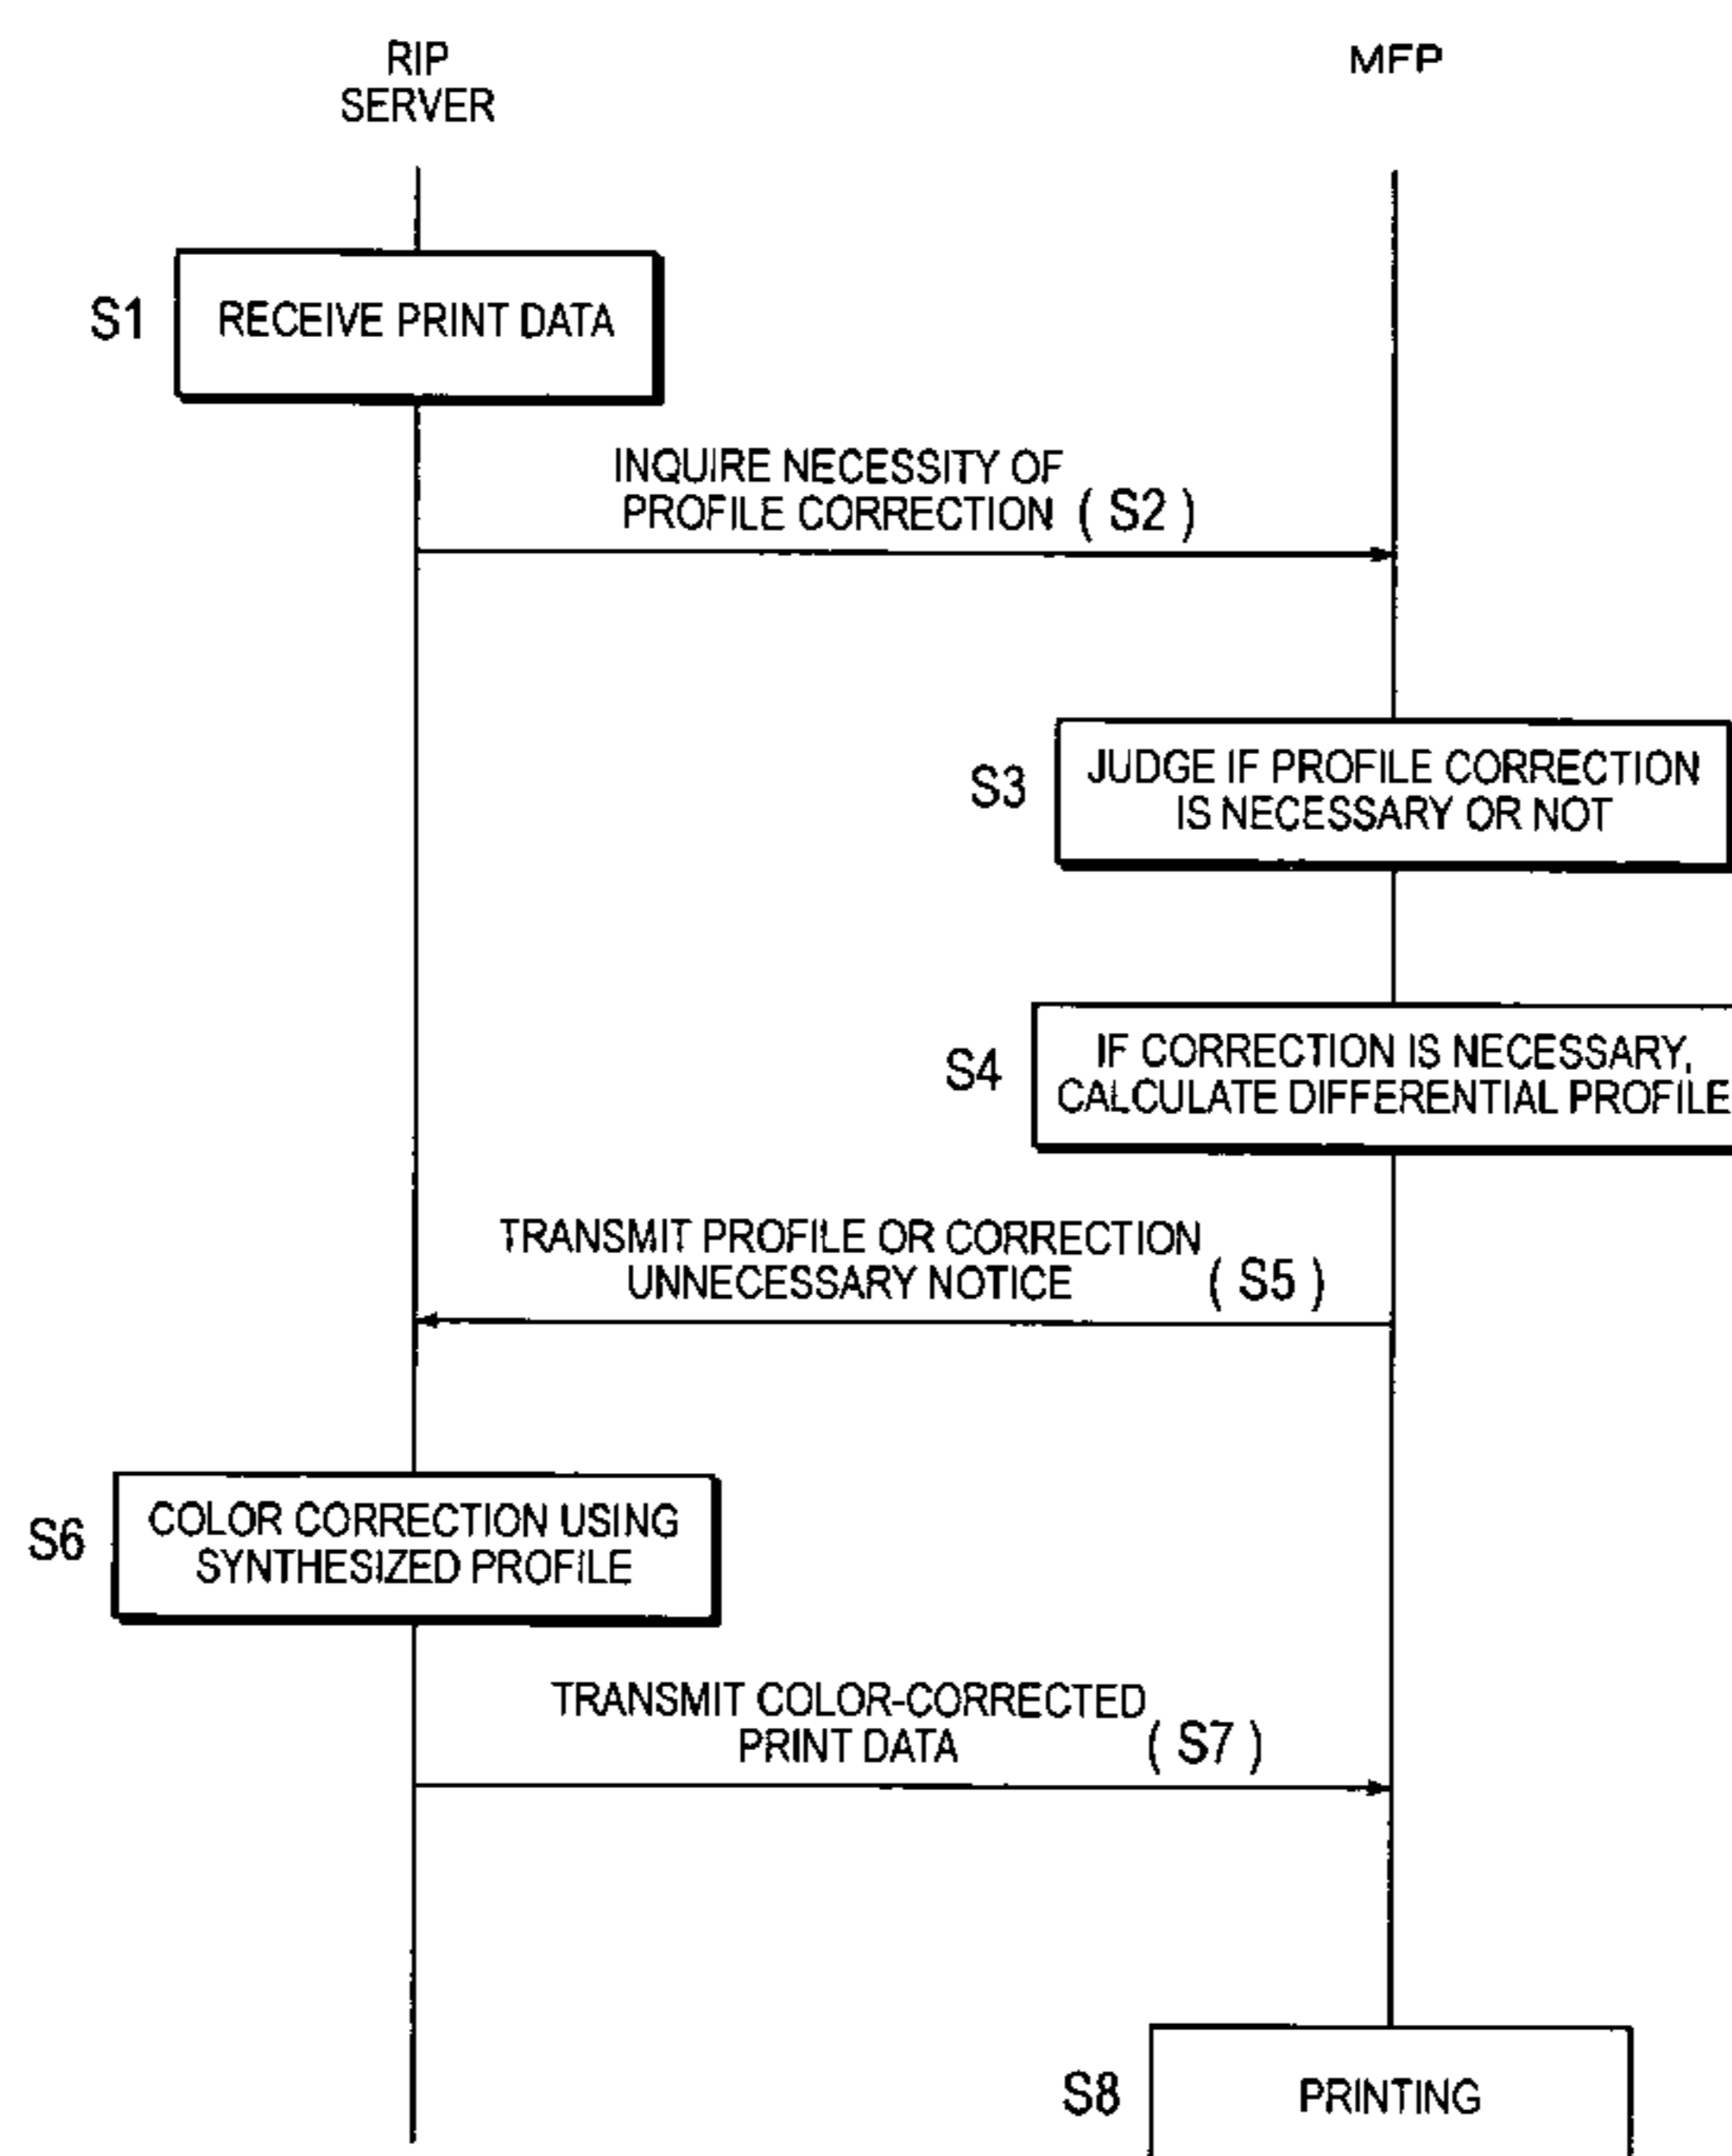 RIP
SERVER
MFP
S1
RECEIVE PRINT DATA
INQUIRE NECESSITY OF
PROFILE CORRECTION ( S2 )
S3
JUDGE IF PROFILE CORRECTION
IS NECESSARY OR NOT
S4
IF CORRECTION IS NECESSARY,
CALCULATE DIFFERENTIAL PROFILE
TRANSMIT PROFILE OR CORRECTION
UNNECESSARY NOTICE ( S5 )
S6
COLOR CORRECTION USING
SYNTHESIZED PROFILE
TRANSMIT COLOR-CORRECTED
PRINT DATA ( S7 )
S8
PRINTING